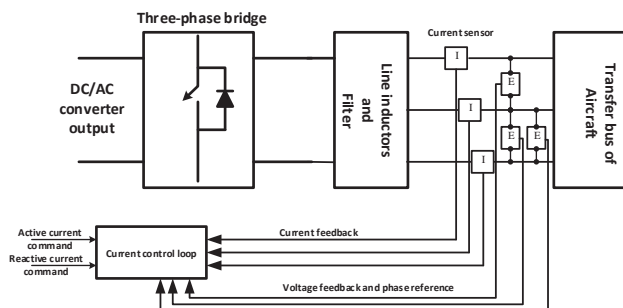 Three-phase bridge
DC/AC
converter
output
Line inductors
and
Filter
Current sensor
I
I
I
E
E
E
Transfer bus of
Aircraft
Active current
command
Reactive current
command
Current control loop
Current feedback
Voltage feedback and phase reference